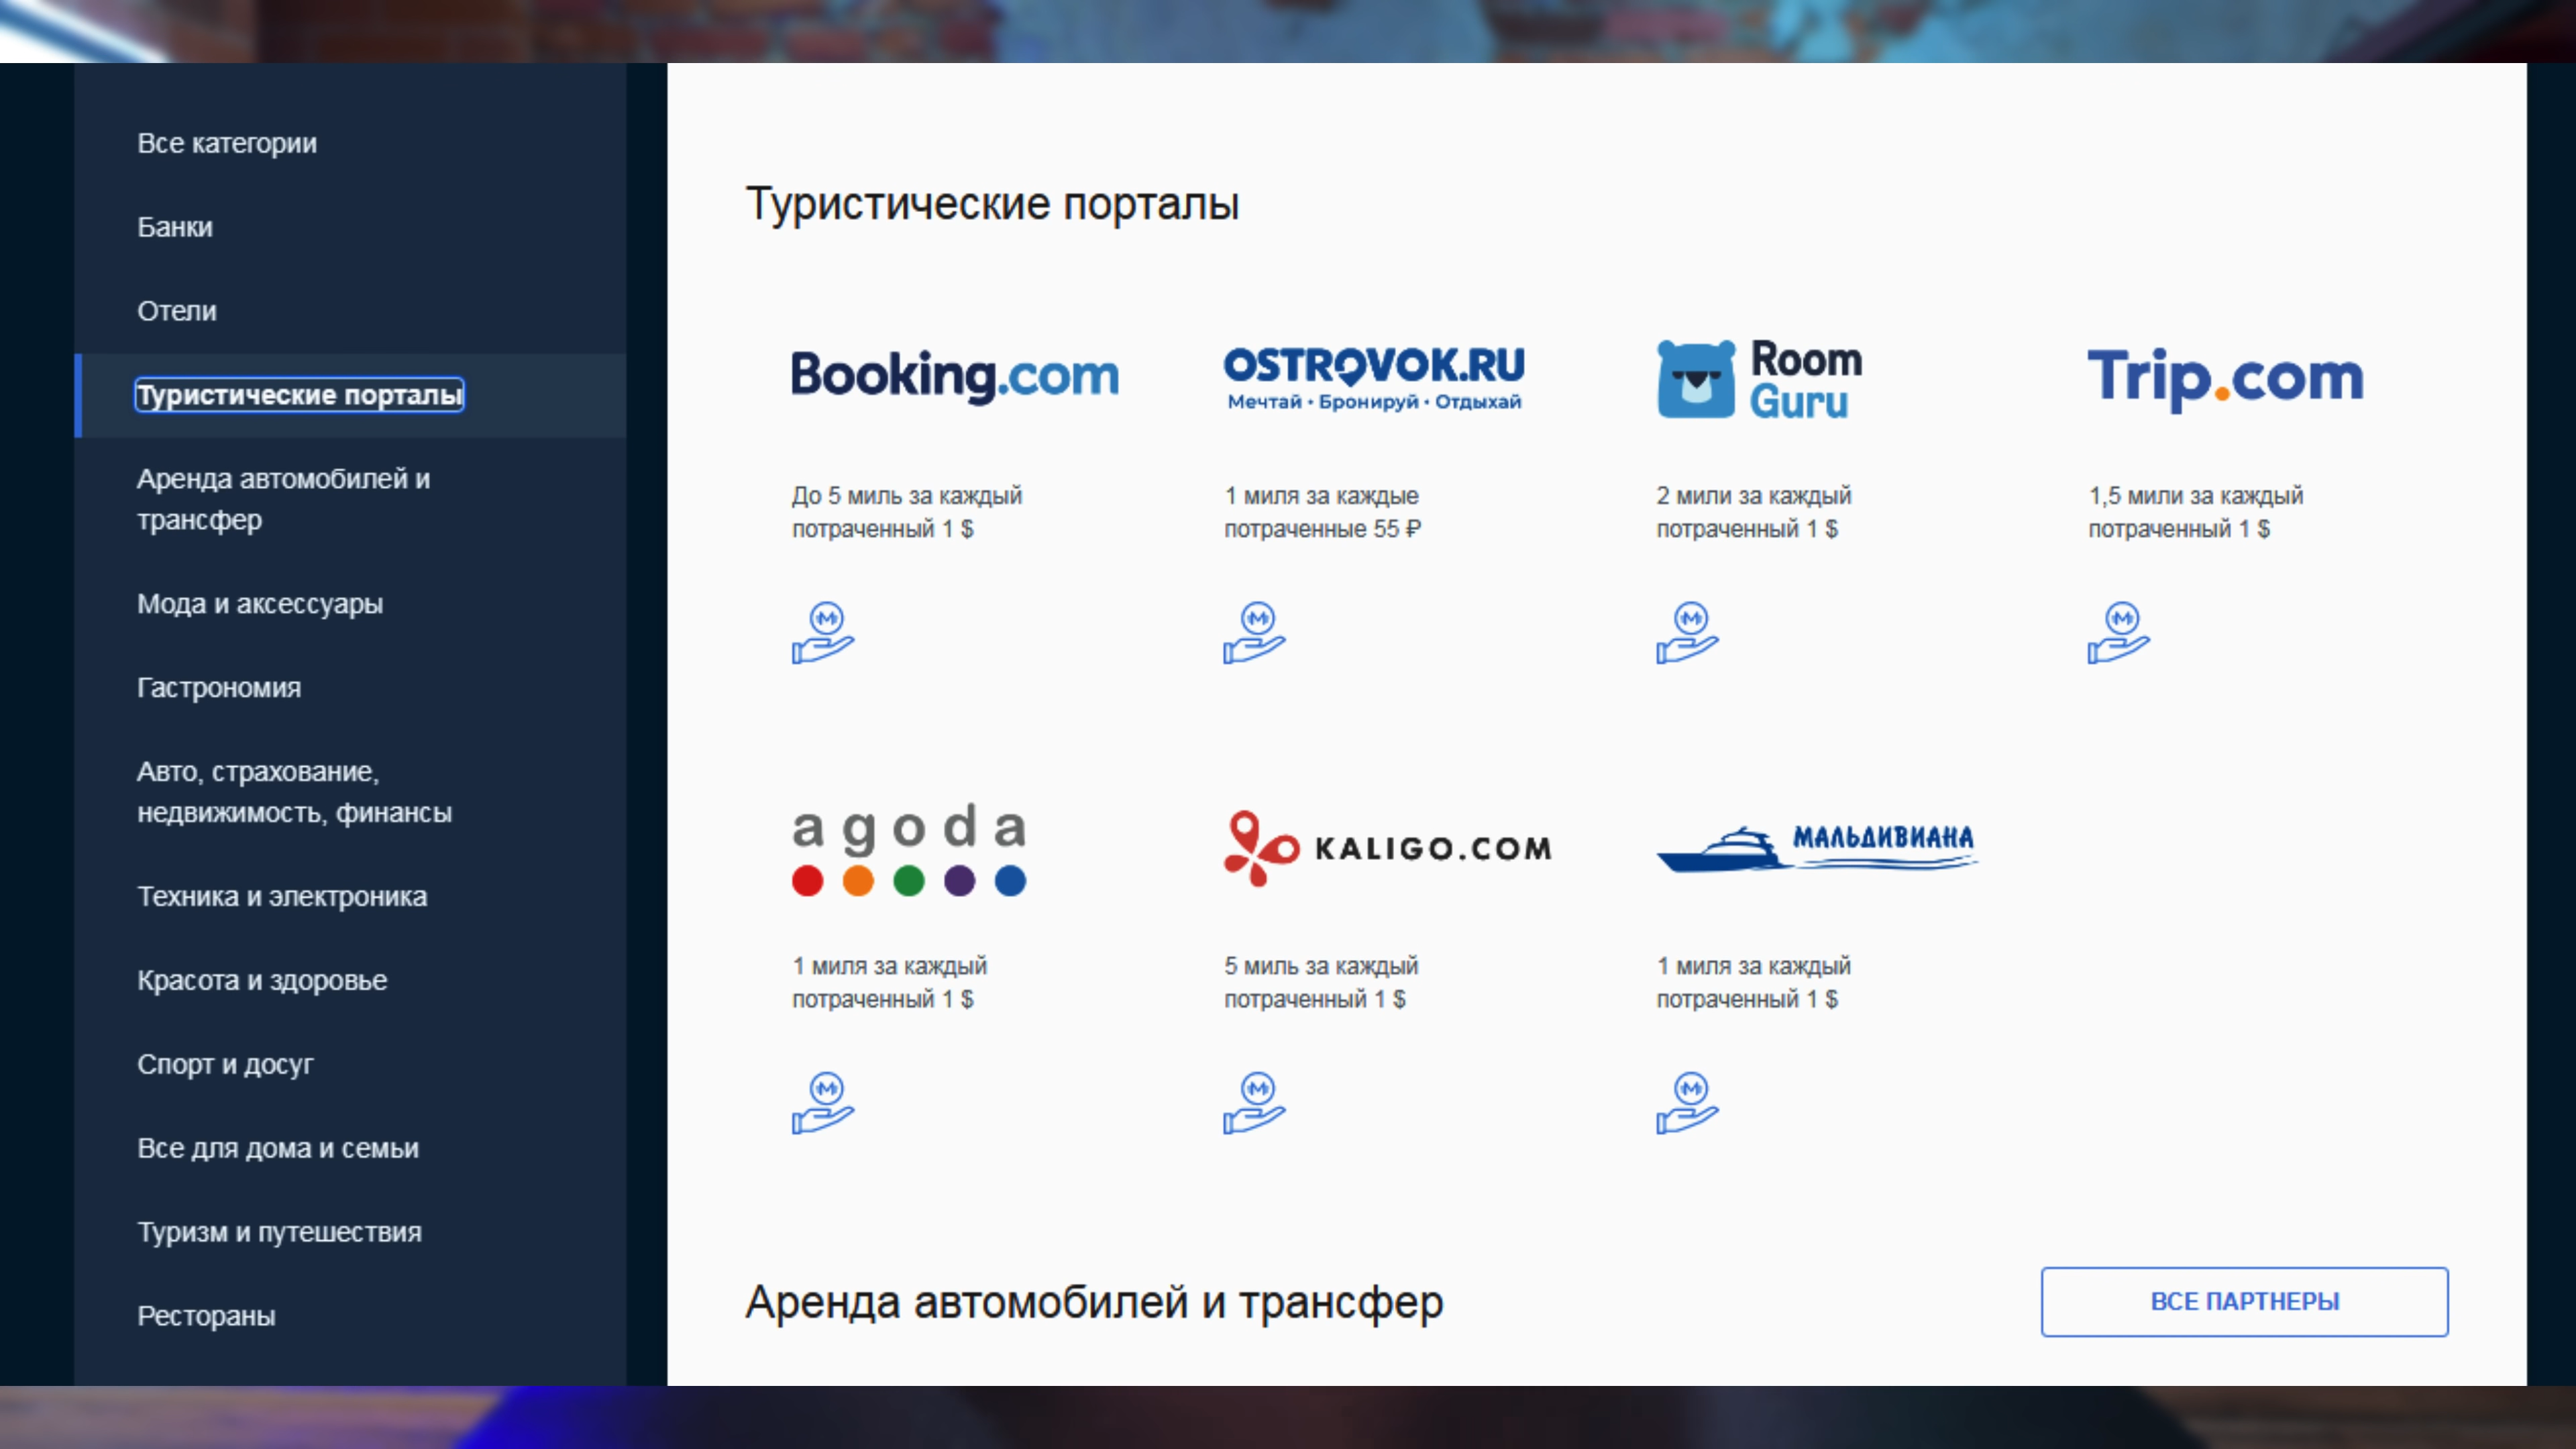 Все категории
Банки
Отели
Туристические порталы
Аренда автомобилей и
трансфер
Мода и аксессуары
Гастрономия
Авто, страхование,
недвижимость, финансы
Техника и электроника
Красота и здоровье
Спорт и досуг
Все для дома и семьи
Туризм и путешествия
Рестораны
Туристические порталы
Booking.com
До 5 миль за каждый
потраченный 1 $
OSTROVOK.RU
Мечтай • Бронируй • Отдыхай
1 миля за каждые
потраченные 55 ₽
Room
Guru
2 мили за каждый
потраченный 1 $
Trip.com
1,5 мили за каждый
потраченный 1 $
agoda
1 миля за каждый
потраченный 1 $
KALIGO.COM
5 миль за каждый
потраченный 1 $
МАЛЬДИВИАНА
1 миля за каждый
потраченный 1 $
Аренда автомобилей и трансфер
ВСЕ ПАРТНЕРЫ